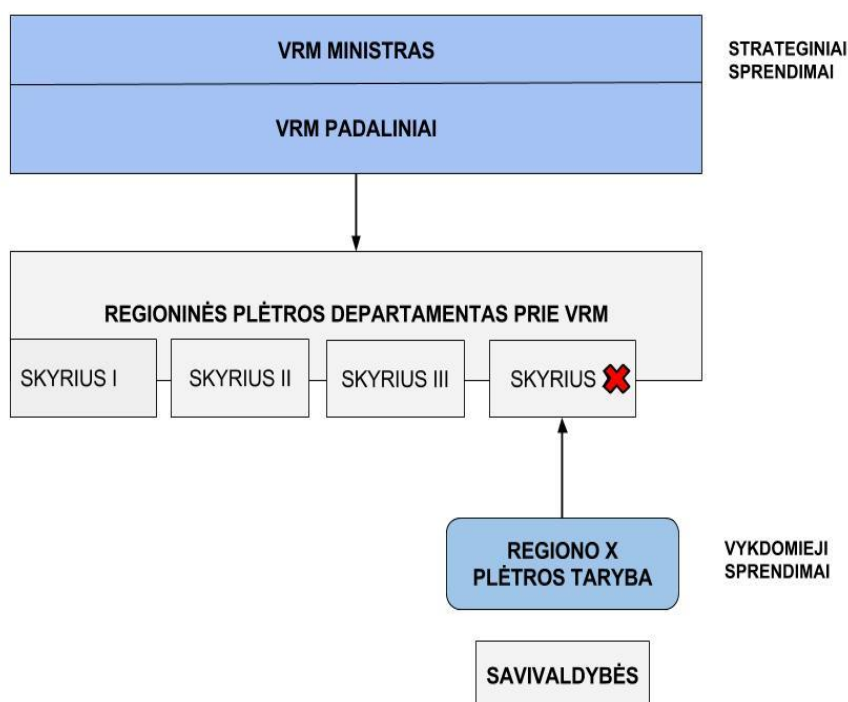 VRM MINISTRAS
STRATEGINIAI
SPRENDIMAI
VRM PADALINIAI
REGIONINĖS PLĖTROS DEPARTAMENTAS PRIE VRM
SKYRIUS I
SKYRIUS II
SKYRIUS III
SKYRIUS
REGIONO X
PLĖTROS TARYBA
VYKDOMIEJI
SPRENDIMAI
SAVIVALDYBĖS